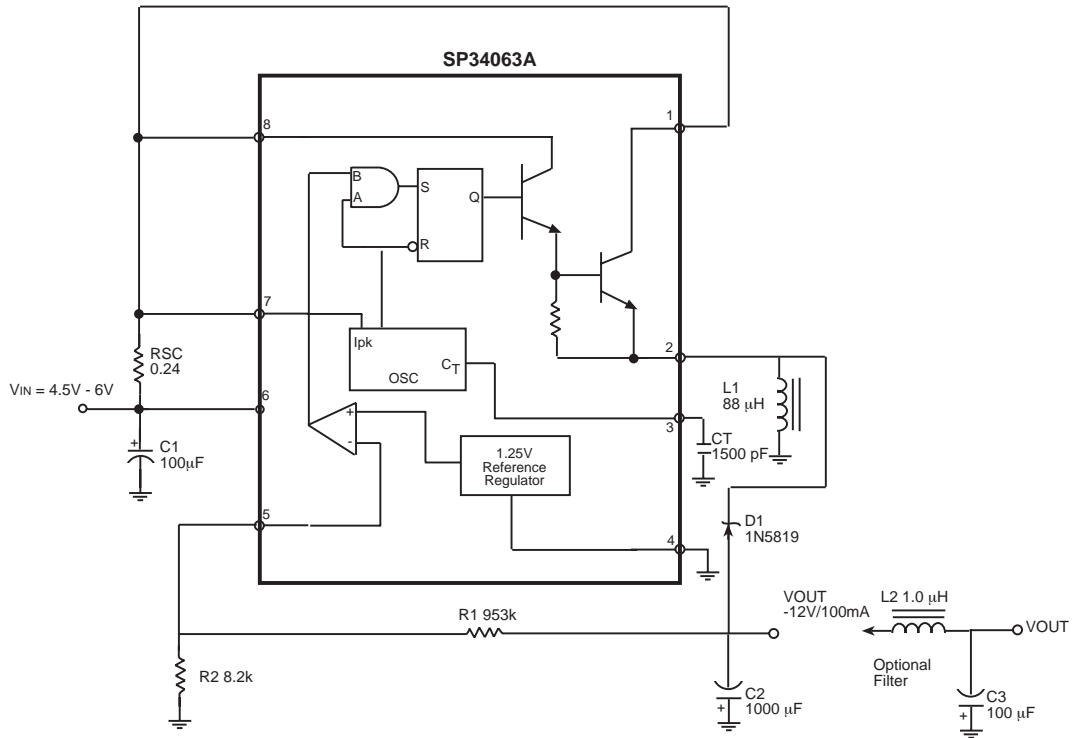 SP34063A
8
1
B
A
S
Q
R
7
Ipk
CT
OSC
2
RSC
0.24
VIN = 4.5V - 6V
6
L1
88 μH
3
CT
1500 pF
+
-
+
C1
100μF
1.25V
Reference
Regulator
5
4
D1
1N5819
R1 953k
VOUT
-12V/100mA
L2 1.0 μH
VOUT
R2 8.2k
Optional
Filter
C2
1000 μF
+
C3
100 μF
+